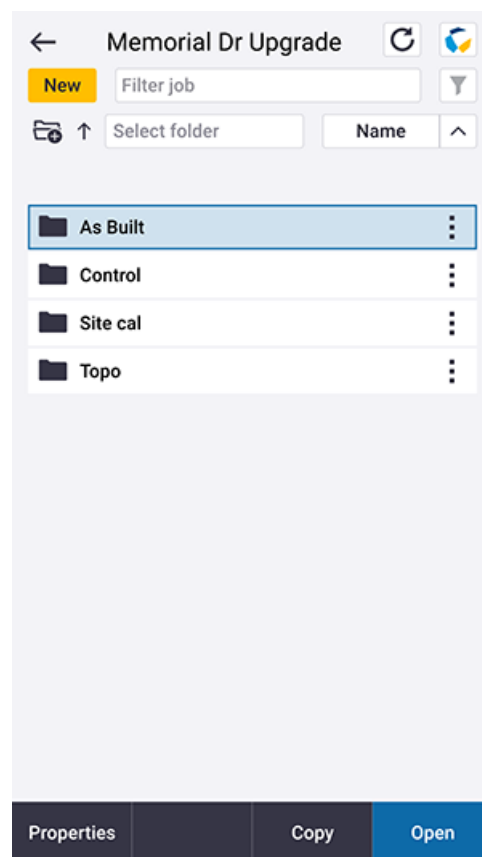 Memorial Dr Upgrade
New Filter job
Select folder Name
As Built
Control
Site cal
Topo
Properties Copy Open